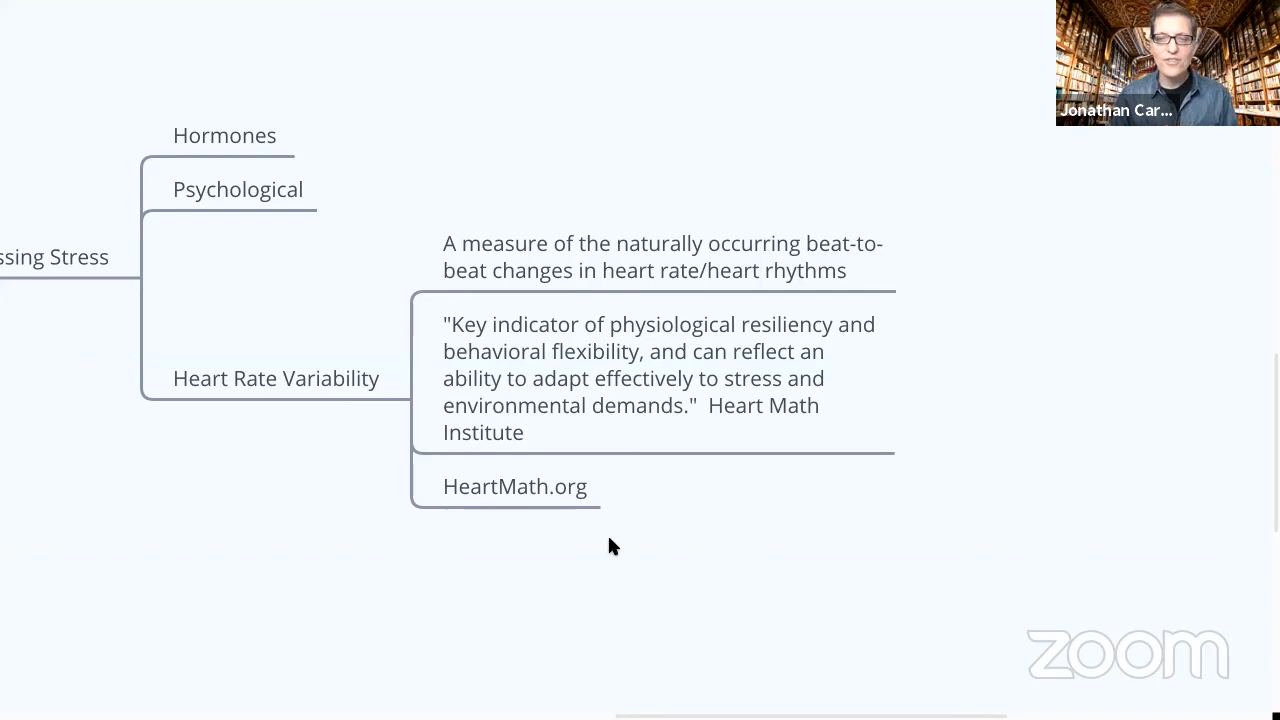 Jonathan Car...
Hormones
Psychological
ssing Stress
A measure of the naturally occurring beat-to-
beat changes in heart rate/heart rhythms
"Key indicator of physiological resiliency and
behavioral flexibility, and can reflect an
ability to adapt effectively to stress and
environmental demands."  Heart Math
Institute
Heart Rate Variability
HeartMath.org
zoom